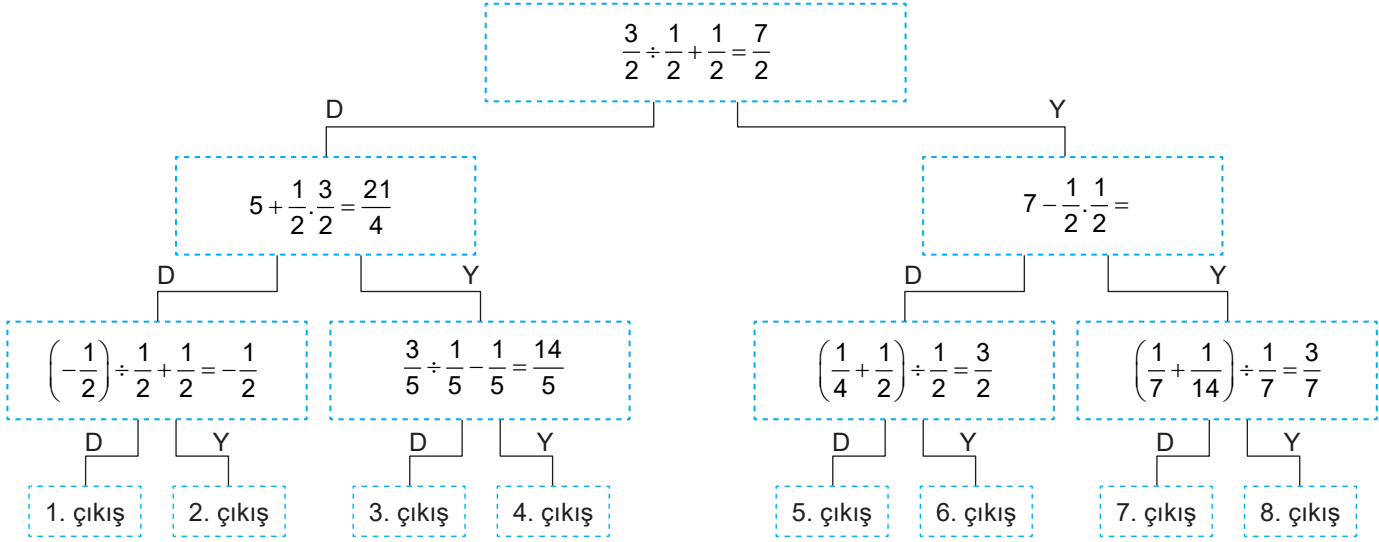 3/2 ÷ 1/2 + 1/2 = 7/2
D Y
5 + 1/2 . 3/2 = 21/4 7 − 1/2 . 1/2 =
D Y D Y
(−1/2) ÷ 1/2 + 1/2 = −1/2 3/5 ÷ 1/5 − 1/5 = 14/5 (1/4 + 1/2) ÷ 1/2 = 3/2 (1/7 + 1/14) ÷ 1/7 = 3/7
D Y D Y D Y D Y
1. çıkış 2. çıkış 3. çıkış 4. çıkış 5. çıkış 6. çıkış 7. çıkış 8. çıkış